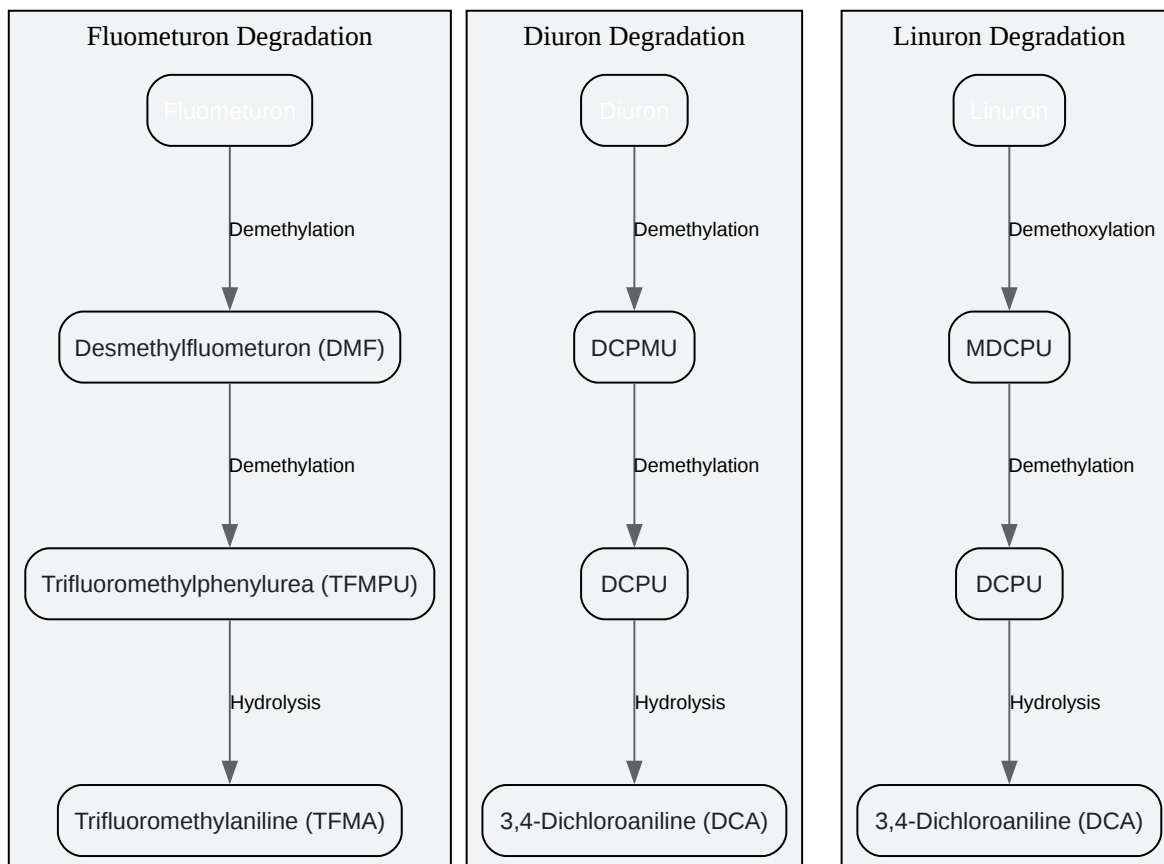 Fluometuron Degradation
Fluometuron
Demethylation
Desmethylfluometuron (DMF)
Demethylation
Trifluoromethylphenylurea (TFMPU)
Hydrolysis
Trifluoromethylaniline (TFMA)
Diuron Degradation
Diuron
Demethylation
DCPMU
Demethylation
DCPU
Hydrolysis
3,4-Dichloroaniline (DCA)
Linuron Degradation
Linuron
Demethoxylation
MDCPU
Demethylation
DCPU
Hydrolysis
3,4-Dichloroaniline (DCA)